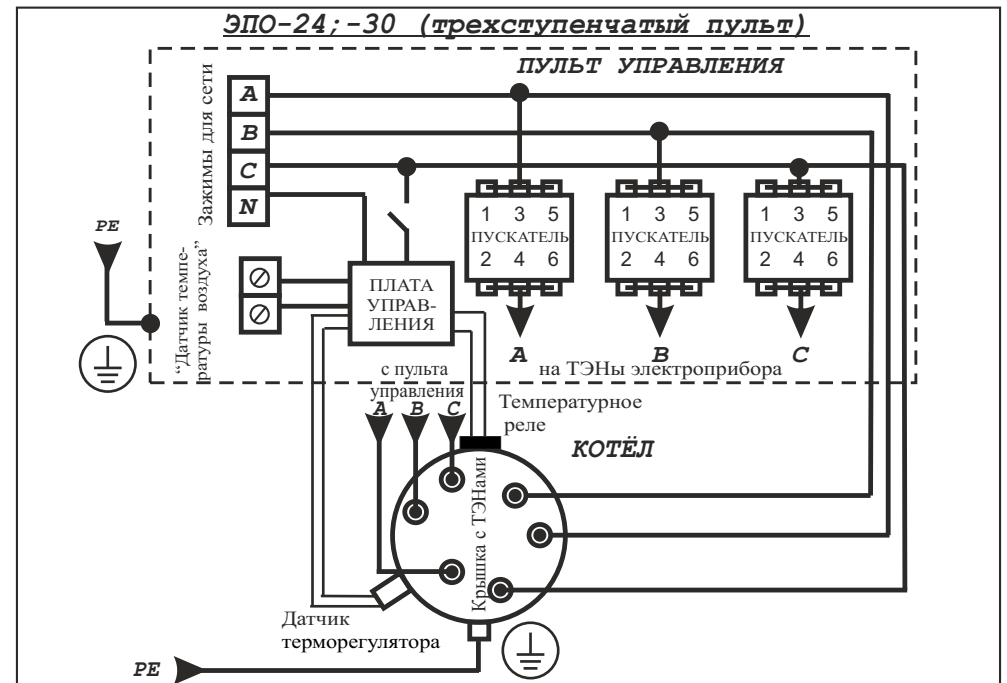 ЭПО-24;-30 (трехступенчатый пульт)
ПУЛЬТ УПРАВЛЕНИЯ
Зажимы для сети
A
B
C
N
PE
“Датчик темпе-
ратуры воздуха”
ПЛАТА
УПРАВ-
ЛЕНИЯ
1 3 5
ПУСКАТЕЛЬ
2 4 6
1 3 5
ПУСКАТЕЛЬ
2 4 6
1 3 5
ПУСКАТЕЛЬ
2 4 6
A
B
C
на ТЭНы электроприбора
с пульта
управления
A B C
Температурное
реле
КОТЁЛ
Крышка с ТЭНами
Датчик
терморегулятора
PE